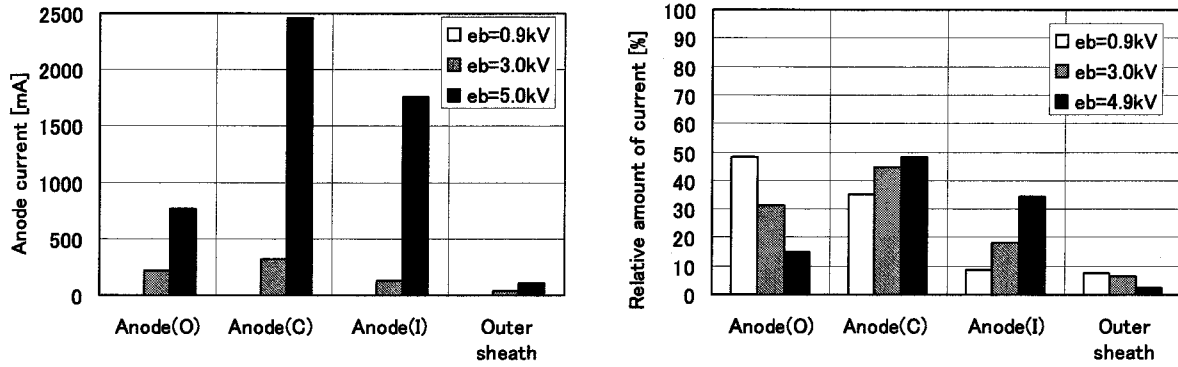 2500
2000
1500
1000
500
0
Anode current [mA]
eb=0.9kV
eb=3.0kV
eb=5.0kV
Anode(O)
Anode(C)
Anode(I)
Outer
sheath
100
90
80
70
60
50
40
30
20
10
0
Relative amount of current [%]
eb=0.9kV
eb=3.0kV
eb=4.9kV
Anode(O)
Anode(C)
Anode(I)
Outer
sheath